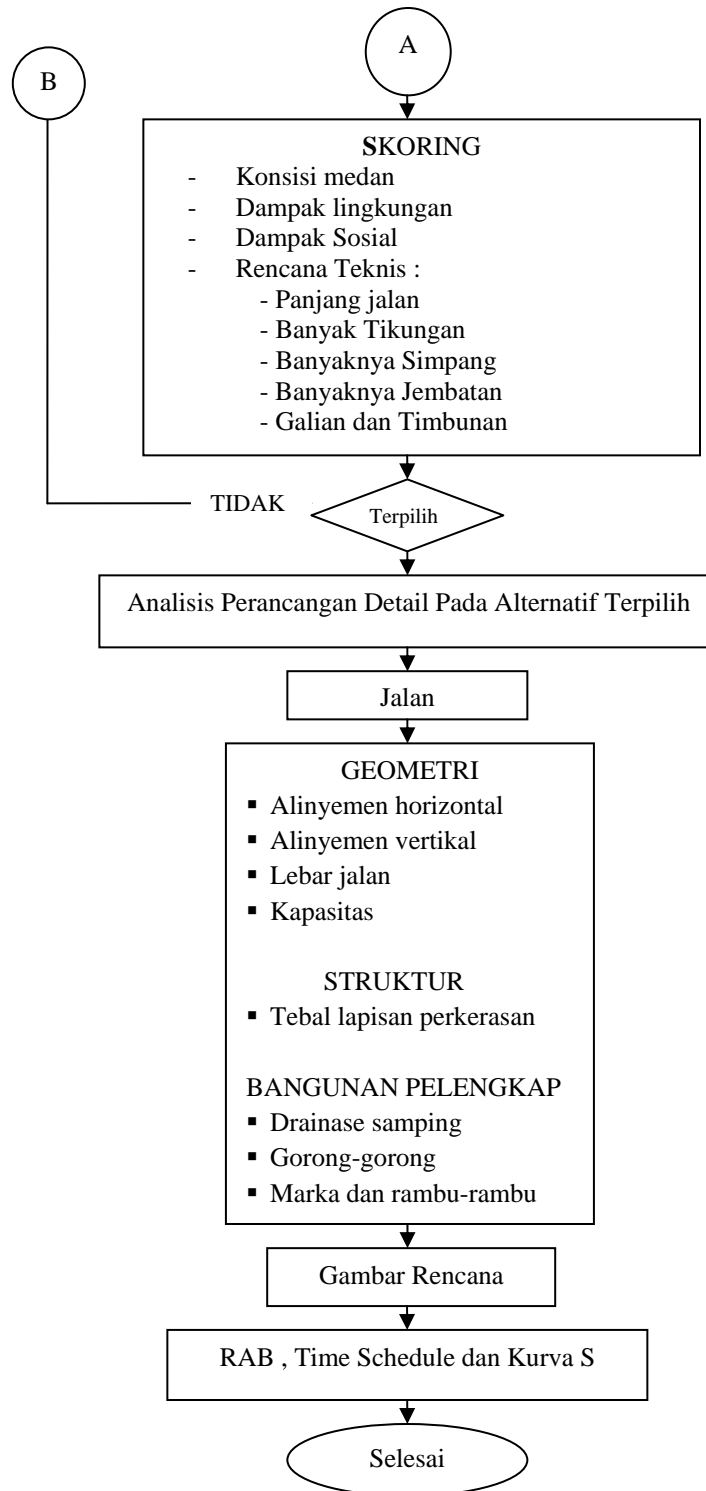 A
B
SKORING
- Konsisi medan
- Dampak lingkungan
- Dampak Sosial
- Rencana Teknis :
- Panjang jalan
- Banyak Tikungan
- Banyaknya Simpang
- Banyaknya Jembatan
- Galian dan Timbunan
TIDAK
Terpilih
Analisis Perancangan Detail Pada Alternatif Terpilih
Jalan
GEOMETRI
▪ Alinyemen horizontal
▪ Alinyemen vertikal
▪ Lebar jalan
▪ Kapasitas
STRUKTUR
▪ Tebal lapisan perkerasan
BANGUNAN PELENGKAP
▪ Drainase samping
▪ Gorong-gorong
▪ Marka dan rambu-rambu
Gambar Rencana
RAB , Time Schedule dan Kurva S
Selesai